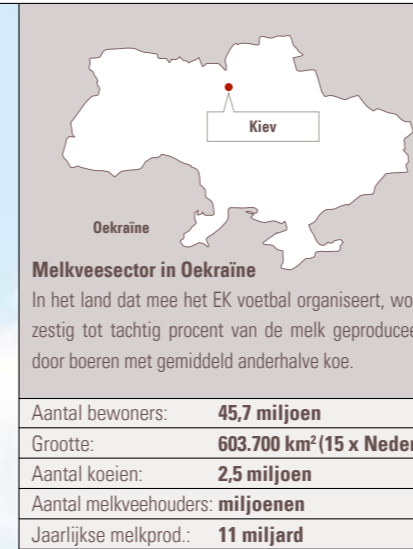 Kiev
Oekraïne
Melkveesector in Oekraïne
In het land dat mee het EK voetbal organiseert, wo
zestig tot tachtig procent van de melk geproducee
door boeren met gemiddeld anderhalve koe.
Aantal bewoners: 45,7 miljoen
Grootte: 603.700 km² (15 x Neder
Aantal koeien: 2,5 miljoen
Aantal melkveehouders: miljoenen
Jaarlijkse melkprod.: 11 miljard